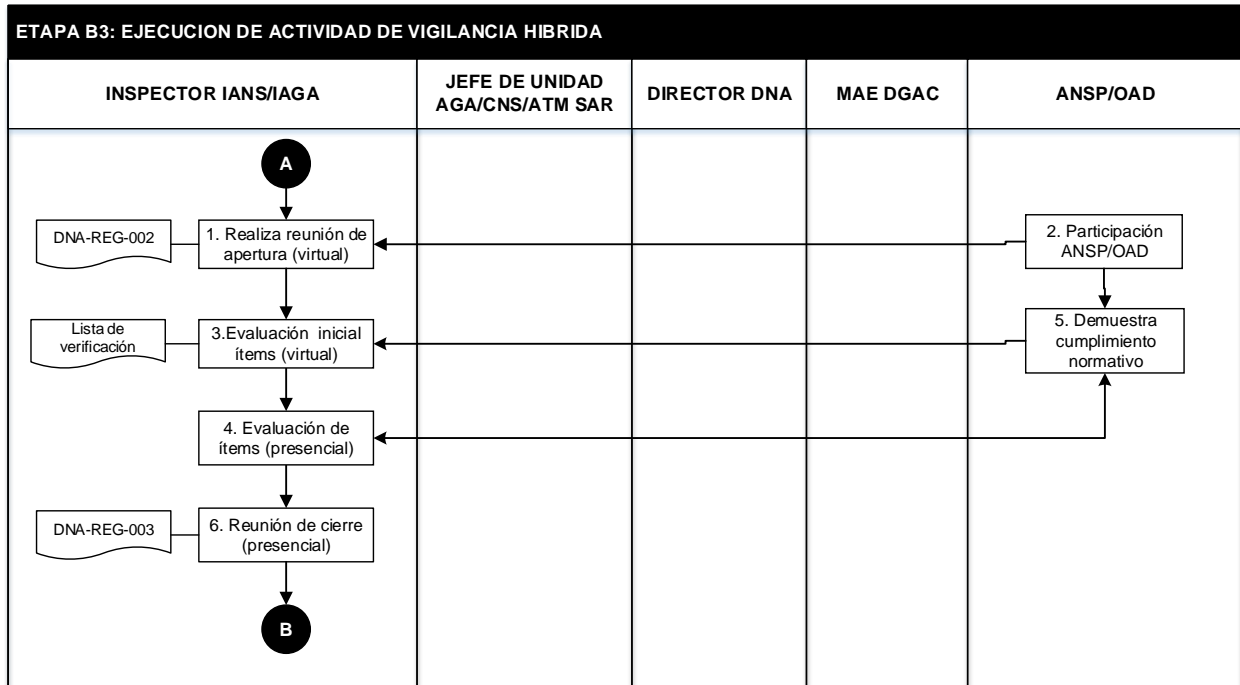 ETAPA B3: EJECUCION DE ACTIVIDAD DE VIGILANCIA HIBRIDA
INSPECTOR IANS/IAGA
JEFE DE UNIDAD
AGA/CNS/ATM SAR
DIRECTOR DNA
MAE DGAC
ANSP/OAD
A
DNA-REG-002
1. Realiza reunión de
apertura (virtual)
2. Participación
ANSP/OAD
Lista de
verificación
3.Evaluación inicial
ítems (virtual)
5. Demuestra
cumplimiento
normativo
4. Evaluación de
ítems (presencial)
DNA-REG-003
6. Reunión de cierre
(presencial)
B